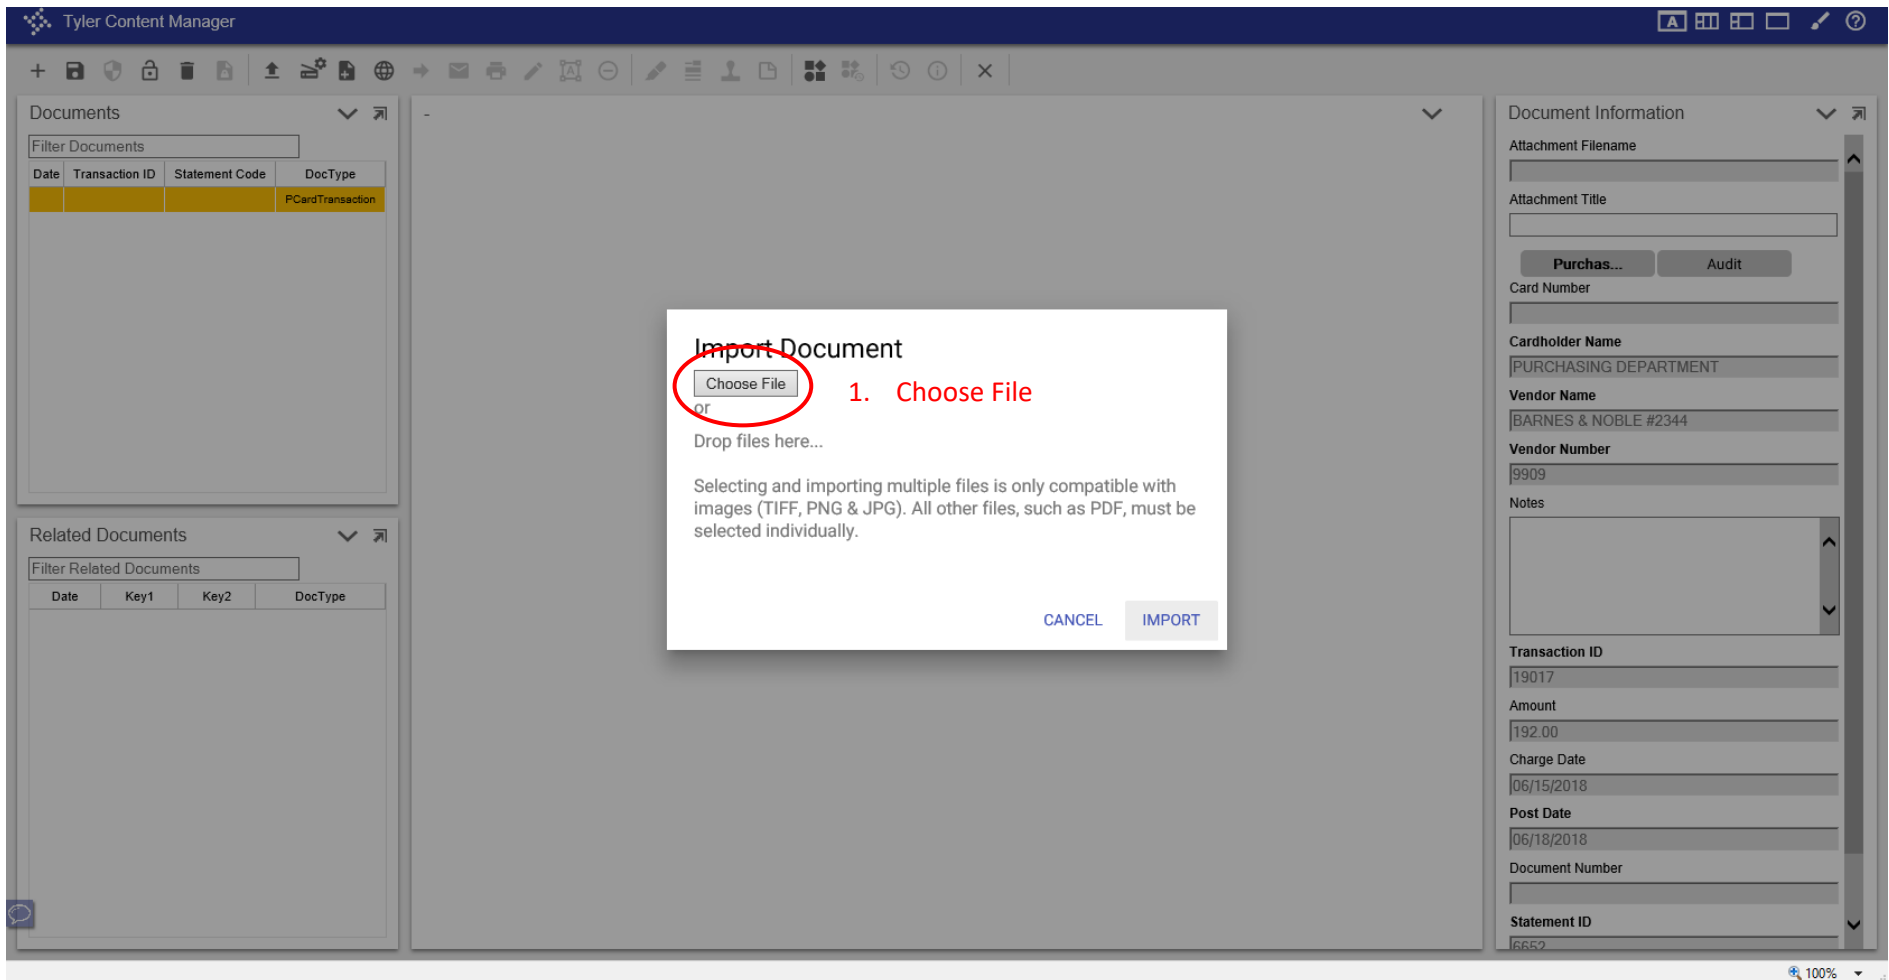 Tyler Content Manager
A
Documents
Filter Documents
Date Transaction ID Statement Code DocType
PCardTransaction
Related Documents
Filter Related Documents
Date Key1 Key2 DocType
-
Import Document
Choose File
1. Choose File
or
Drop files here...
Selecting and importing multiple files is only compatible with
images (TIFF, PNG & JPG). All other files, such as PDF, must be
selected individually.
CANCEL IMPORT
Document Information
Attachment Filename
Attachment Title
Purchas... Audit
Card Number
Cardholder Name
PURCHASING DEPARTMENT
Vendor Name
BARNES & NOBLE #2344
Vendor Number
9909
Notes
Transaction ID
19017
Amount
192.00
Charge Date
06/15/2018
Post Date
06/18/2018
Document Number
Statement ID
6652
100%